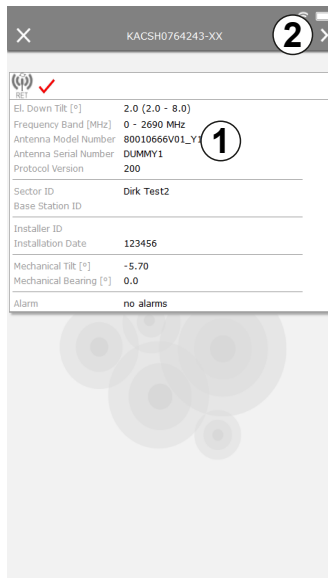 KACSH0764243-XX
2
RET
El. Down Tilt [°] 2.0 (2.0 - 8.0)
Frequency Band [MHz] 0 - 2690 MHz
Antenna Model Number 80010666V01_Y1
1
Antenna Serial Number DUMMY1
Protocol Version 200
Sector ID Dirk Test2
Base Station ID
Installer ID
Installation Date 123456
Mechanical Tilt [°] -5.70
Mechanical Bearing [°] 0.0
Alarm no alarms